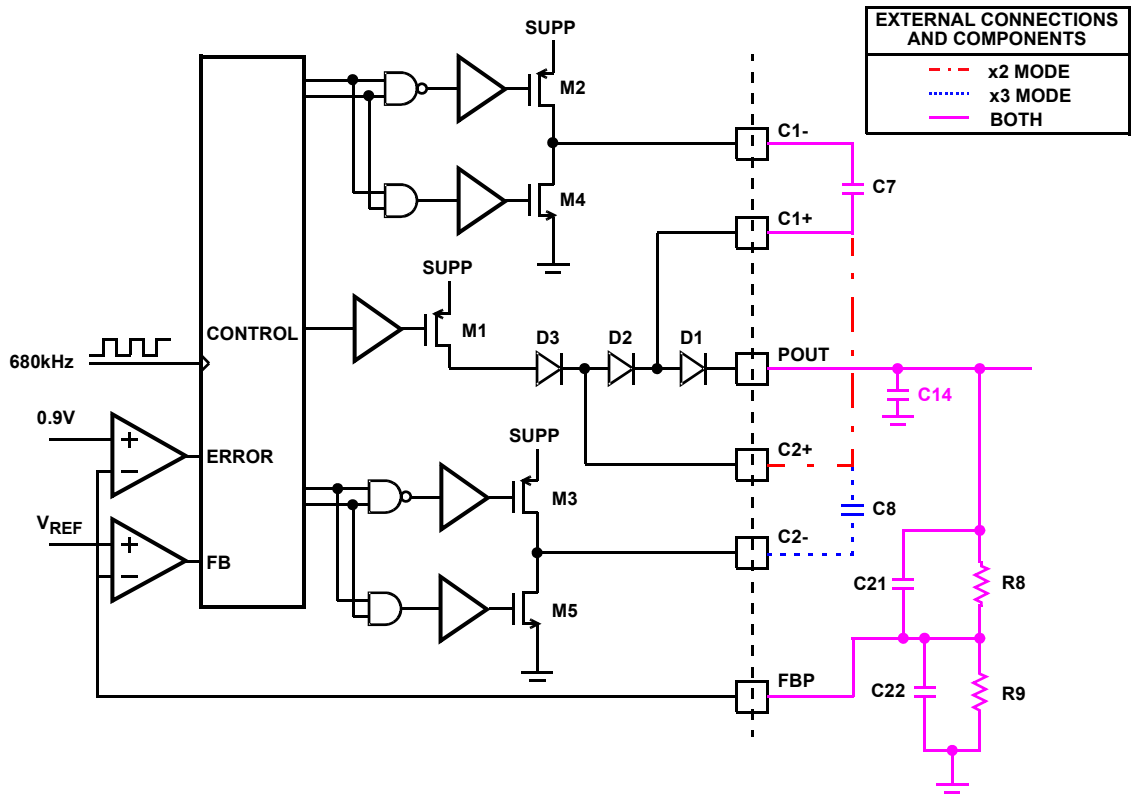 EXTERNAL CONNECTIONS
AND COMPONENTS
x2 MODE
x3 MODE
BOTH
SUPP
M2
C1-
C7
M4
C1+
SUPP
CONTROL
M1
D3
D2
D1
POUT
680kHz
C14
0.9V
SUPP
C2+
ERROR
M3
C8
VREF
C2-
FB
C21
R8
M5
FBP
C22
R9